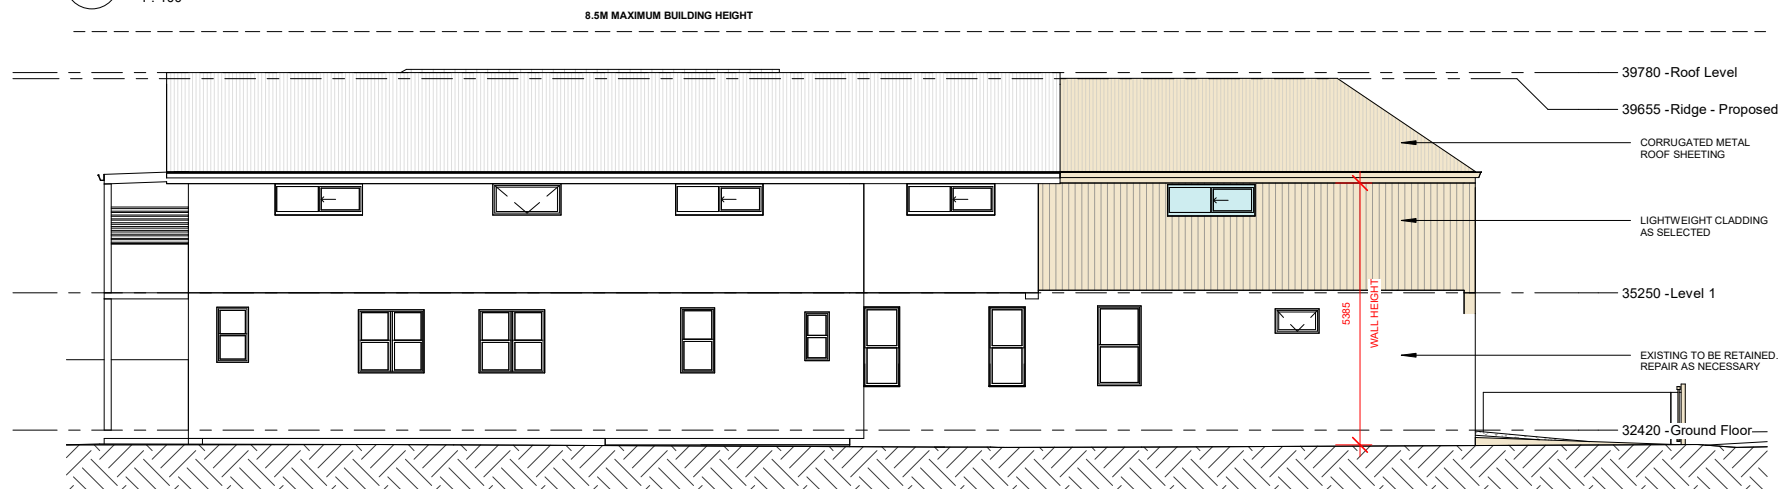 8.5M MAXIMUM BUILDING HEIGHT
39780 -Roof Level
39655 -Ridge - Proposed
CORRUGATED METAL
ROOF SHEETING
LIGHTWEIGHT CLADDING
AS SELECTED
35250 -Level 1
5385
WALL HEIGHT
EXISTING TO BE RETAINED.
REPAIR AS NECESSARY
32420 -Ground Floor